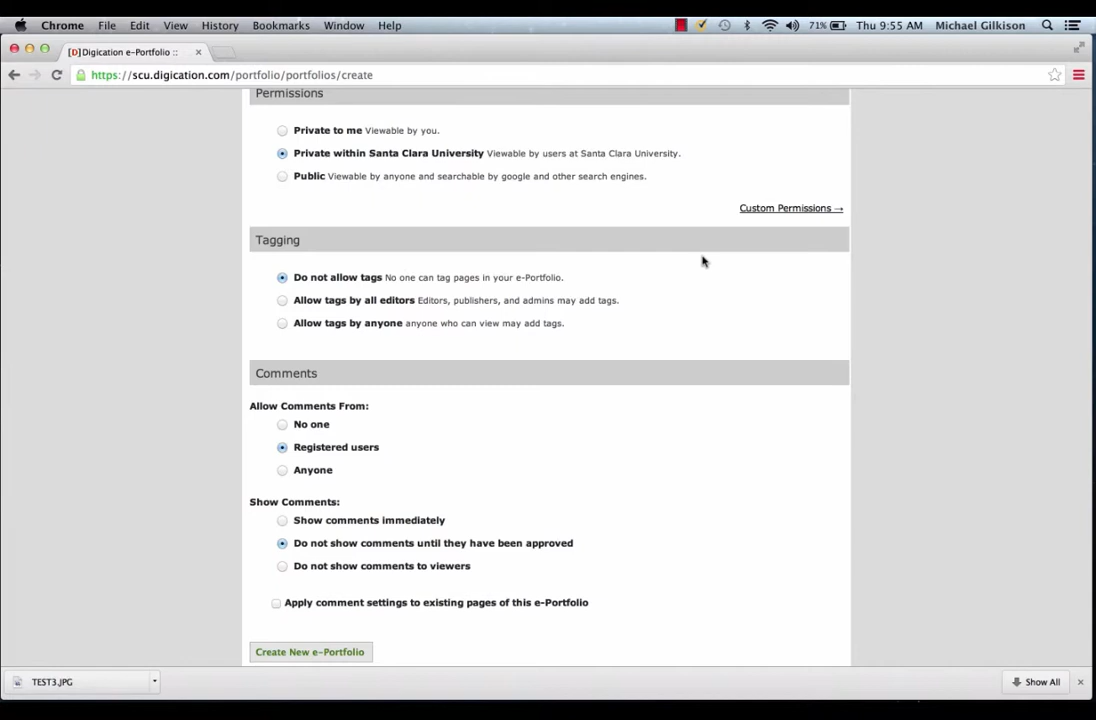 Chrome File Edit View History Bookmarks Window Help 71% Thu 9:55 AM Michael Gilkison
[D]Digication e-Portfolio ::
https://scu.digication.com/portfolio/portfolios/create
Permissions
Private to me Viewable by you.
Private within Santa Clara University Viewable by users at Santa Clara University.
Public Viewable by anyone and searchable by google and other search engines.
Custom Permissions →
Tagging
Do not allow tags No one can tag pages in your e-Portfolio.
Allow tags by all editors Editors, publishers, and admins may add tags.
Allow tags by anyone anyone who can view may add tags.
Comments
Allow Comments From:
No one
Registered users
Anyone
Show Comments:
Show comments immediately
Do not show comments until they have been approved
Do not show comments to viewers
Apply comment settings to existing pages of this e-Portfolio
Create New e-Portfolio
TEST3.JPG Show All